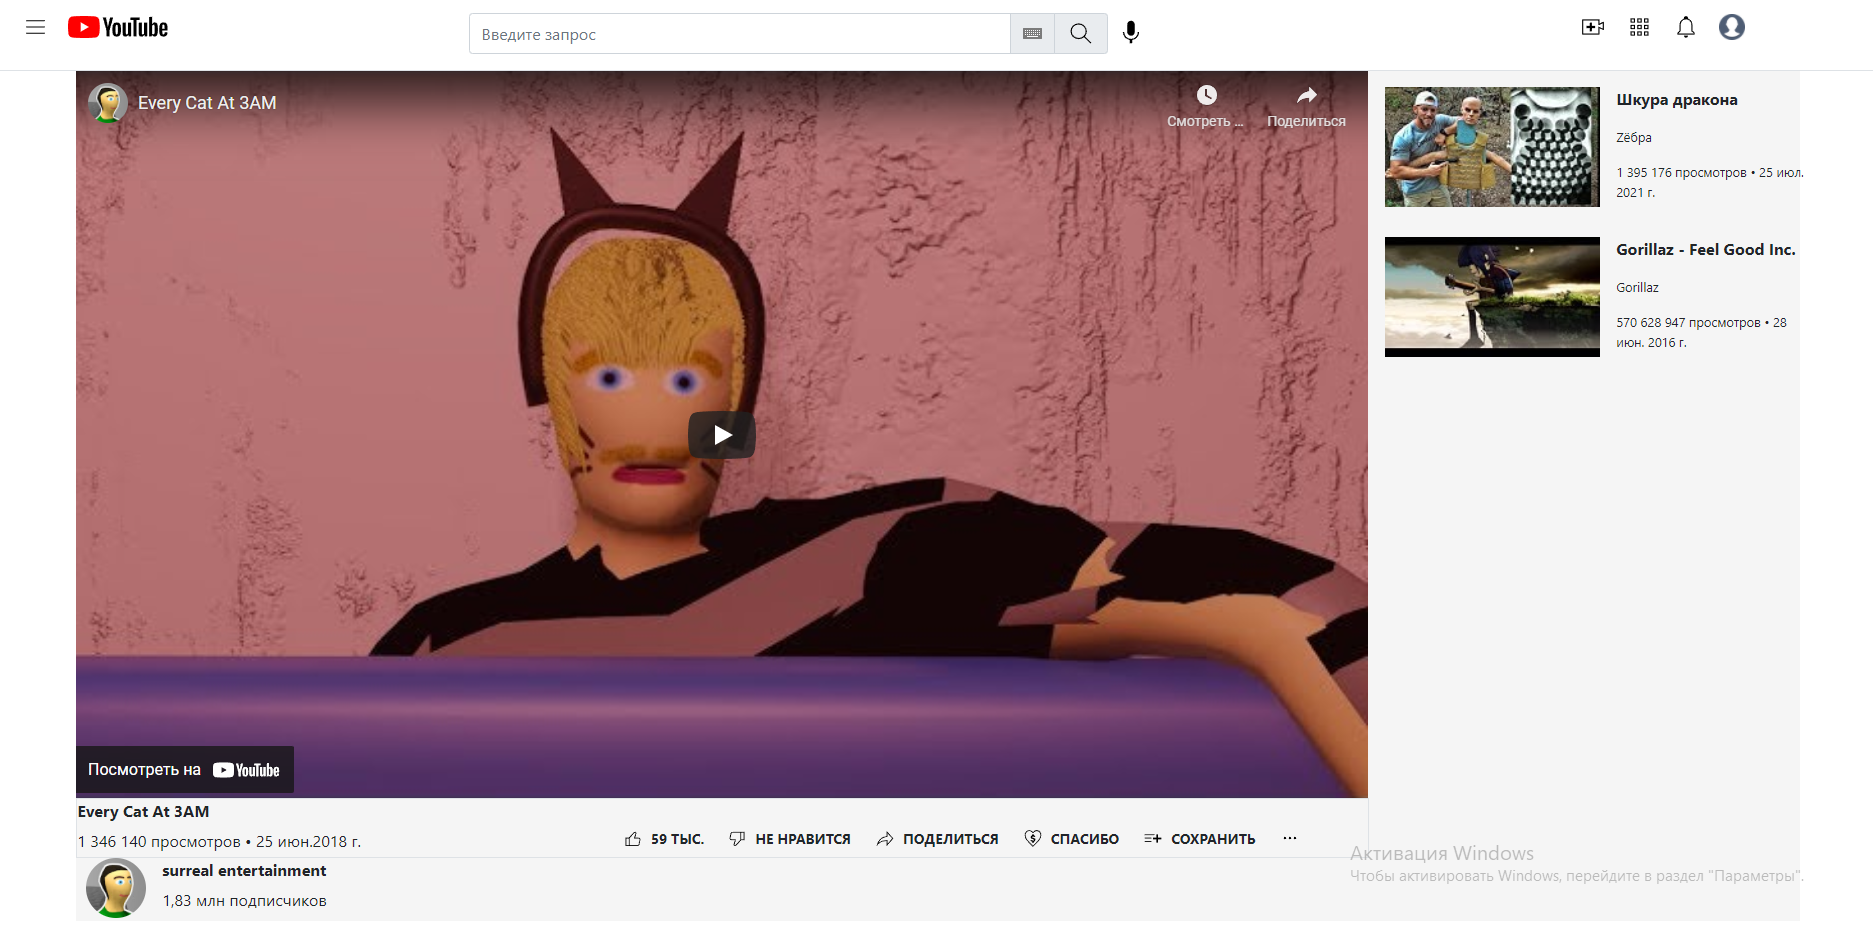 YouTube
Введите запрос
Every Cat At 3AM
Смотреть ...
Поделиться
Посмотреть на YouTube
Every Cat At 3AM
1 346 140 просмотров • 25 июн.2018 г.
59 ТЫС.
НЕ НРАВИТСЯ
ПОДЕЛИТЬСЯ
СПАСИБО
СОХРАНИТЬ
surreal entertainment
1,83 млн подписчиков
Шкура дракона
Zёбра
1 395 176 просмотров • 25 июл.
2021 г.
Gorillaz - Feel Good Inc.
Gorillaz
570 628 947 просмотров • 28
июн. 2016 г.
Активация Windows
Чтобы активировать Windows, перейдите в раздел "Параметры".